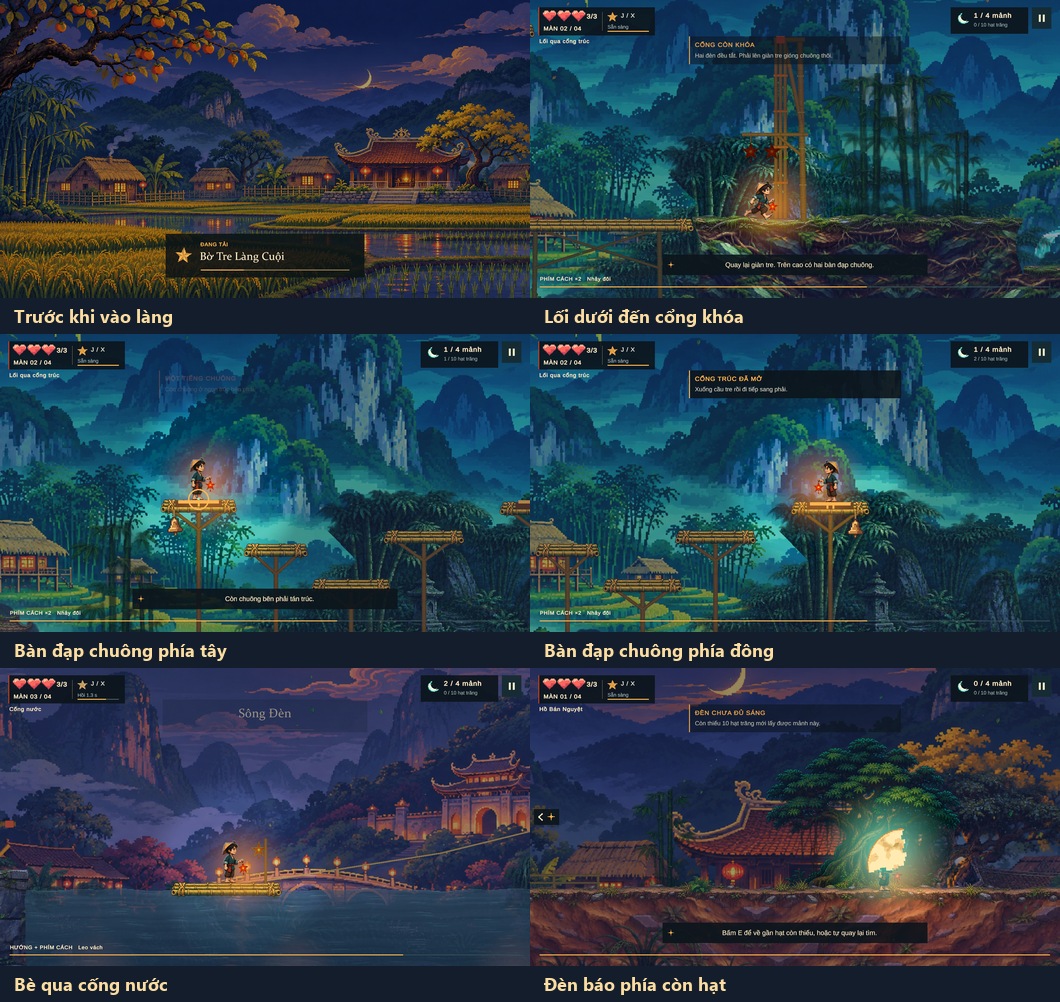 ĐANG TẢI
Bờ Tre Làng Cuội
Trước khi vào làng
3/3
J / X
Sẵn sàng
MÀN 02 / 04
Lối qua cổng trúc
1 / 4 mảnh
0 / 10 hạt trăng
CỔNG CÒN KHÓA
Hai đèn đều tắt. Phải lên giàn tre gióng chuông thôi.
Quay lại giàn tre. Trên cao có hai bàn đạp chuông.
PHÍM CÁCH ×2 Nhảy đôi
Lối dưới đến cổng khóa
3/3
J / X
Sẵn sàng
MÀN 02 / 04
Lối qua cổng trúc
1 / 4 mảnh
1 / 10 hạt trăng
MỘT TIẾNG CHUÔNG
Còn chuông bên phải tán trúc.
PHÍM CÁCH ×2 Nhảy đôi
Bàn đạp chuông phía tây
3/3
J / X
Sẵn sàng
MÀN 02 / 04
Lối qua cổng trúc
1 / 4 mảnh
2 / 10 hạt trăng
CỔNG TRÚC ĐÃ MỞ
Xuống cầu tre rồi đi tiếp sang phải.
PHÍM CÁCH ×2 Nhảy đôi
Bàn đạp chuông phía đông
3/3
J / X
Hồi 1.3 s
MÀN 03 / 04
Cống nước
2 / 4 mảnh
0 / 10 hạt trăng
Sông Đèn
HƯỚNG + PHÍM CÁCH Leo vách
Bè qua cống nước
3/3
J / X
Sẵn sàng
MÀN 01 / 04
Hồ Bán Nguyệt
0 / 4 mảnh
0 / 10 hạt trăng
ĐÈN CHƯA ĐỦ SÁNG
Còn thiếu 10 hạt trăng mới lấy được mảnh này.
Bấm E để về gần hạt còn thiếu, hoặc tự quay lại tìm.
Đèn báo phía còn hạt